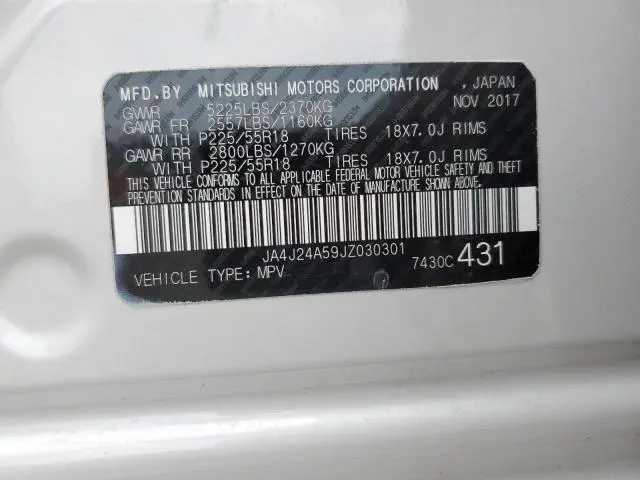 MFD.BY MITSUBISHI MOTORS CORPORATION , JAPAN
GVWR 5225LBS/2370KG NOV 2017
GAWR FR 2557LBS/1160KG
WITH P225/55R18 TIRES 18X7.0J RIMS
GAWR RR 2800LBS/1270KG
WITH P225/55R18 TIRES 18X7.0J RIMS
THIS VEHICLE CONFORMS TO ALL APPLICABLE FEDERAL MOTOR VEHICLE SAFETY AND THEFT
PREVENTION STANDARDS IN EFFECT ON THE DATE OF MANUFACTURE SHOWN ABOVE.
JA4J24A59JZ030301
VEHICLE TYPE: MPV 7430C 431